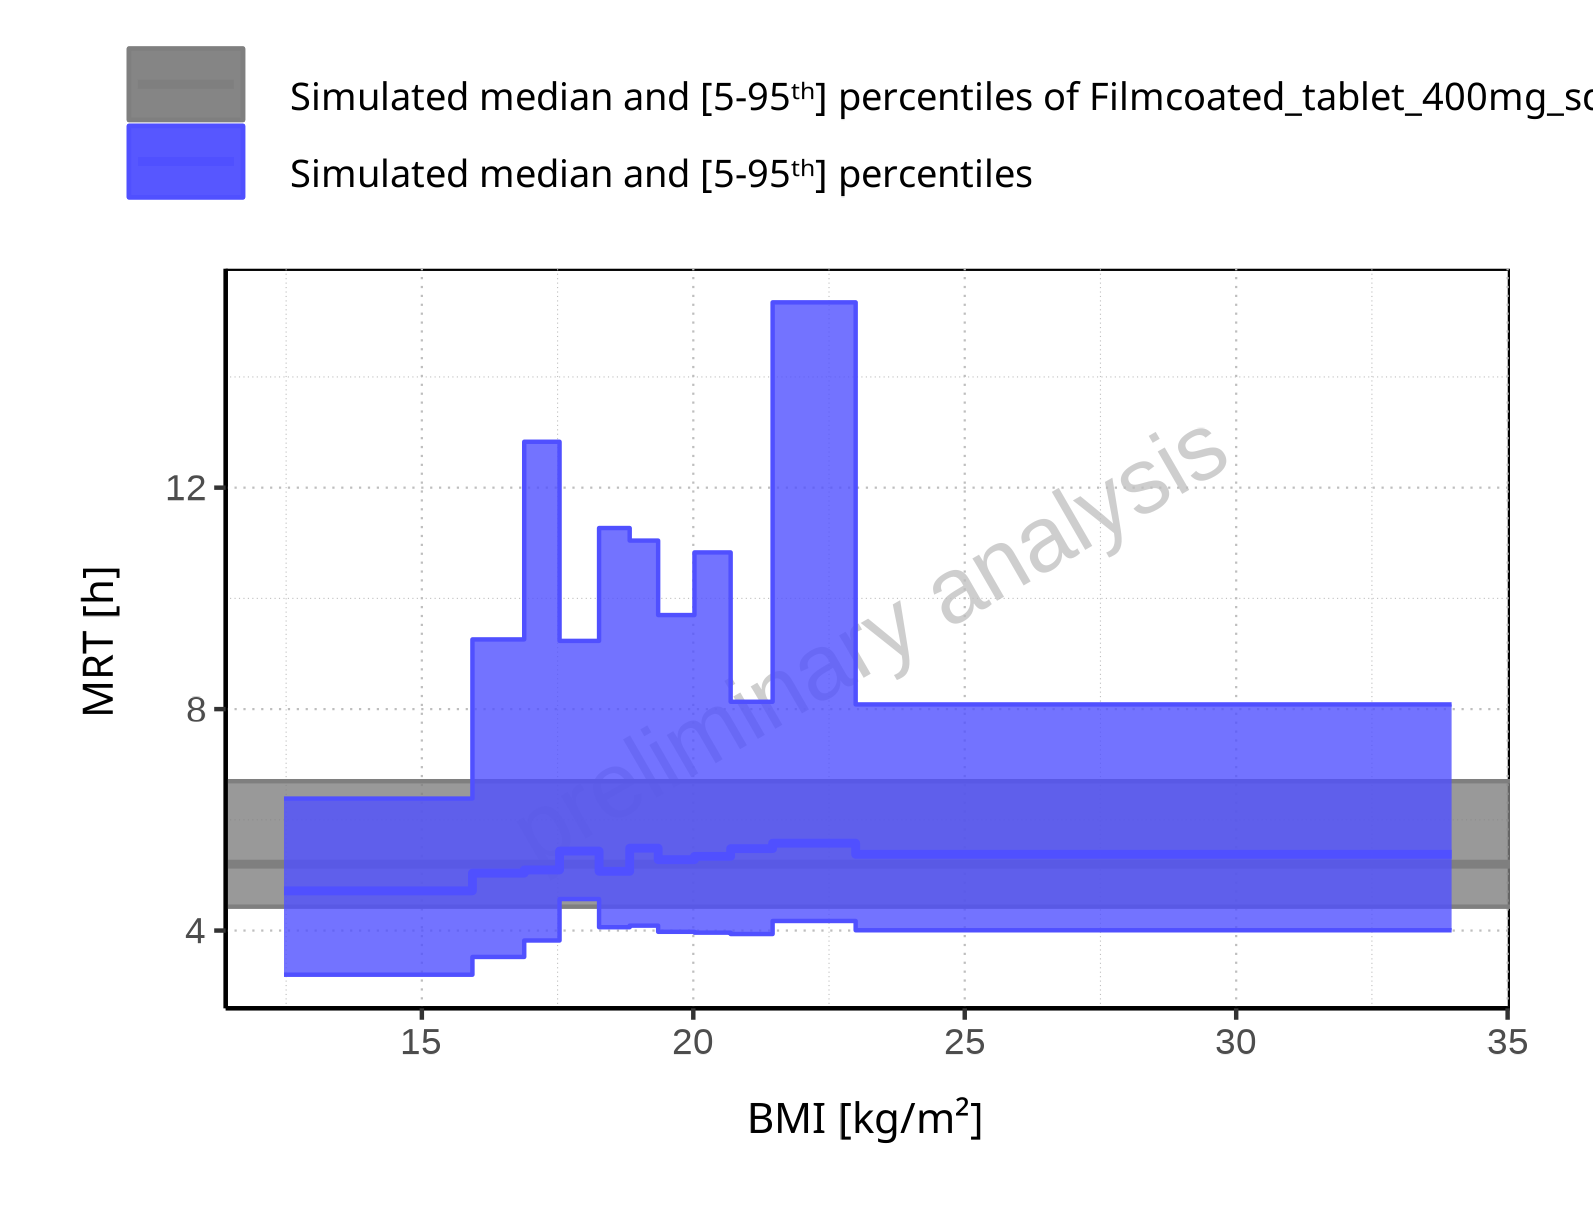 Simulated median and [5-95ᵗʰ] percentiles of Filmcoated_tablet_400mg_
Simulated median and [5-95ᵗʰ] percentiles
preliminary analysis
MRT [h]
12
8
4
15 20 25 30 35
BMI [kg/m²]